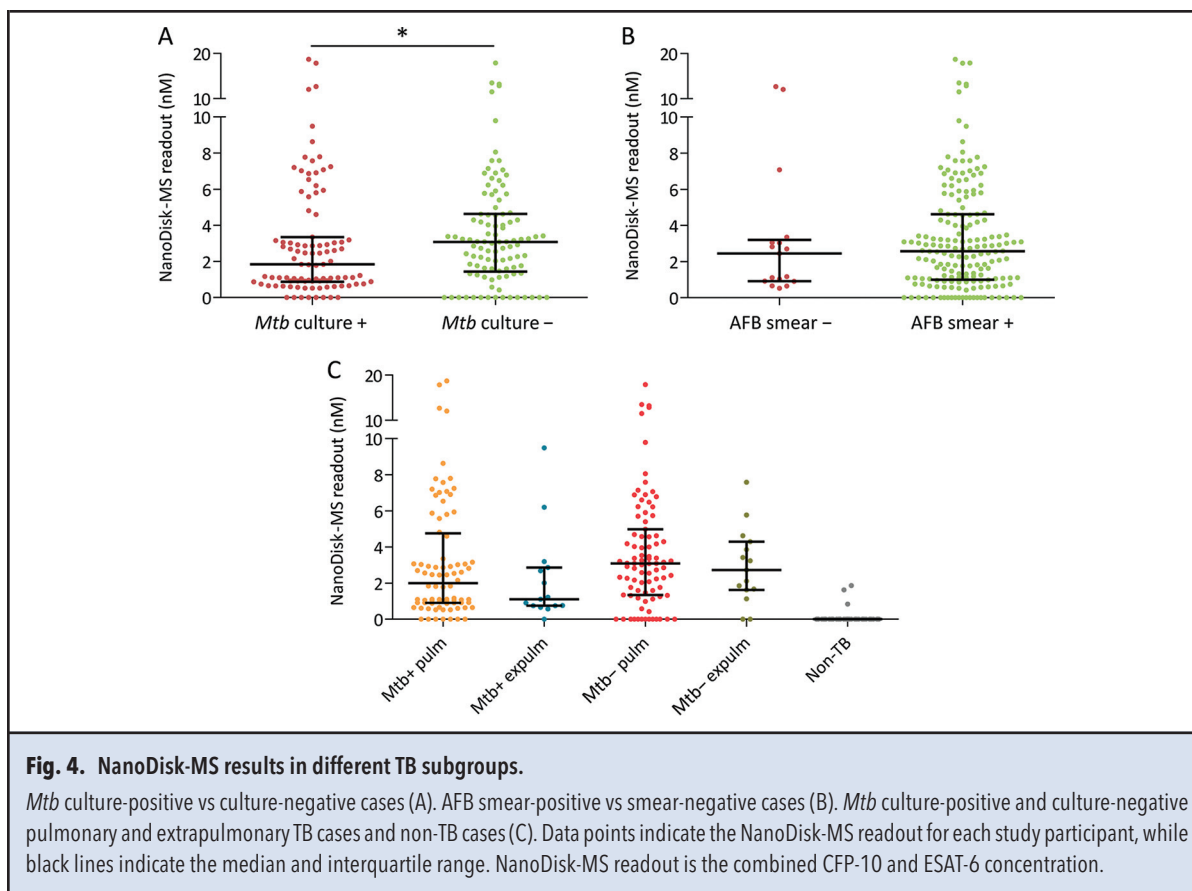 A
*
NanoDisk-MS readout (nM)
20
10
10
8
6
4
2
0
Mtb culture +
Mtb culture −
B
NanoDisk-MS readout (nM)
20
10
10
8
6
4
2
0
AFB smear −
AFB smear +
C
NanoDisk-MS readout (nM)
20
10
10
8
6
4
2
0
Mtb+ pulm
Mtb+ expulm
Mtb− pulm
Mtb− expulm
Non-TB
Fig. 4. NanoDisk-MS results in different TB subgroups.
Mtb culture-positive vs culture-negative cases (A). AFB smear-positive vs smear-negative cases (B). Mtb culture-positive and culture-negative
pulmonary and extrapulmonary TB cases and non-TB cases (C). Data points indicate the NanoDisk-MS readout for each study participant, while
black lines indicate the median and interquartile range. NanoDisk-MS readout is the combined CFP-10 and ESAT-6 concentration.